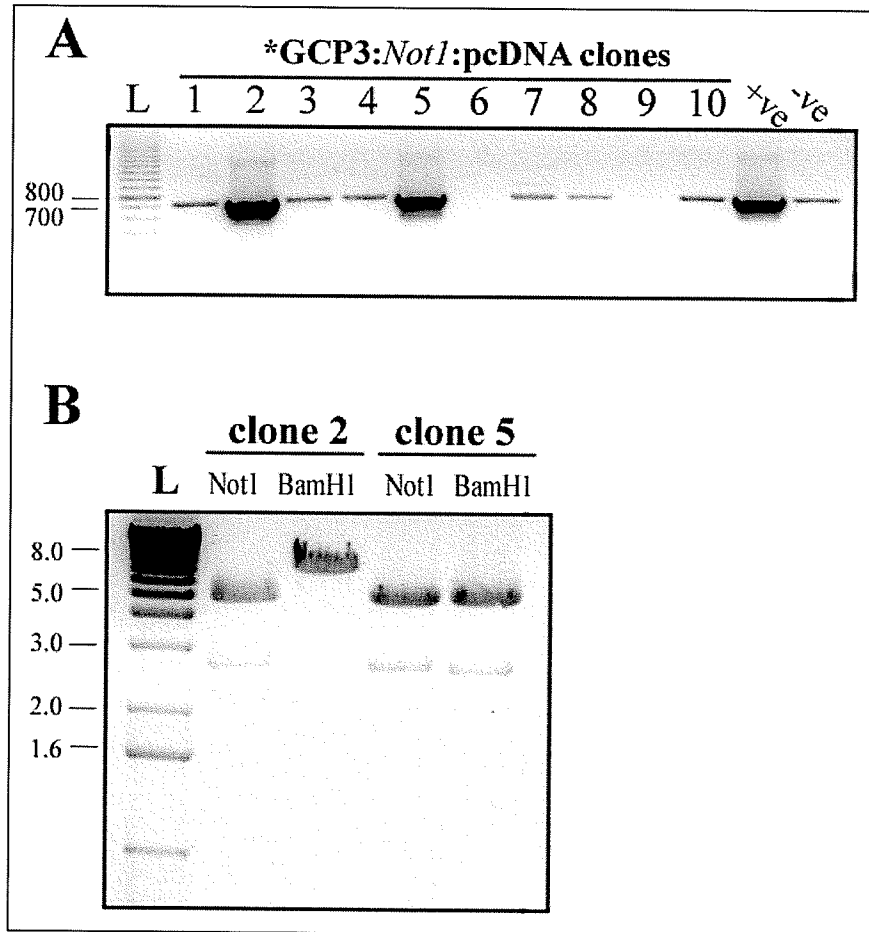 A
*GCP3:Not1:pcDNA clones
L 1 2 3 4 5 6 7 8 9 10 +ve -ve
800
700
B
clone 2 clone 5
L Not1 BamH1 Not1 BamH1
8.0
5.0
3.0
2.0
1.6